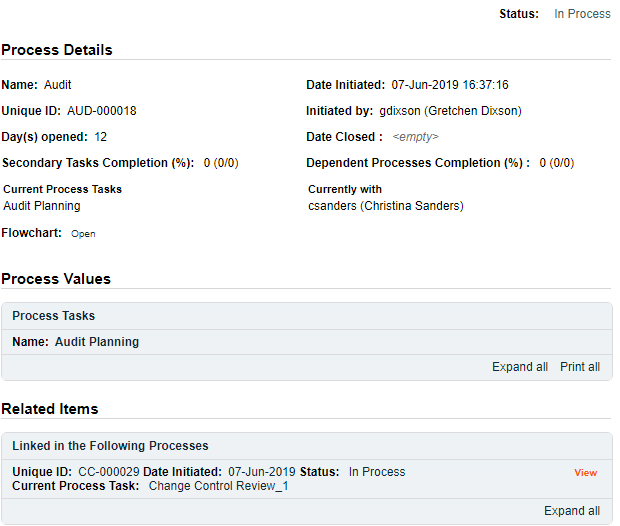 Status: In Process
Process Details
Name: Audit Date Initiated: 07-Jun-2019 16:37:16
Unique ID: AUD-000018 Initiated by: gdixson (Gretchen Dixson)
Day(s) opened: 12 Date Closed : <empty>
Secondary Tasks Completion (%): 0 (0/0) Dependent Processes Completion (%) : 0 (0/0)
Current Process Tasks Currently with
Audit Planning csanders (Christina Sanders)
Flowchart: Open
Process Values
Process Tasks
Name: Audit Planning
Expand all Print all
Related Items
Linked in the Following Processes
Unique ID: CC-000029 Date Initiated: 07-Jun-2019 Status: In Process View
Current Process Task: Change Control Review_1
Expand all